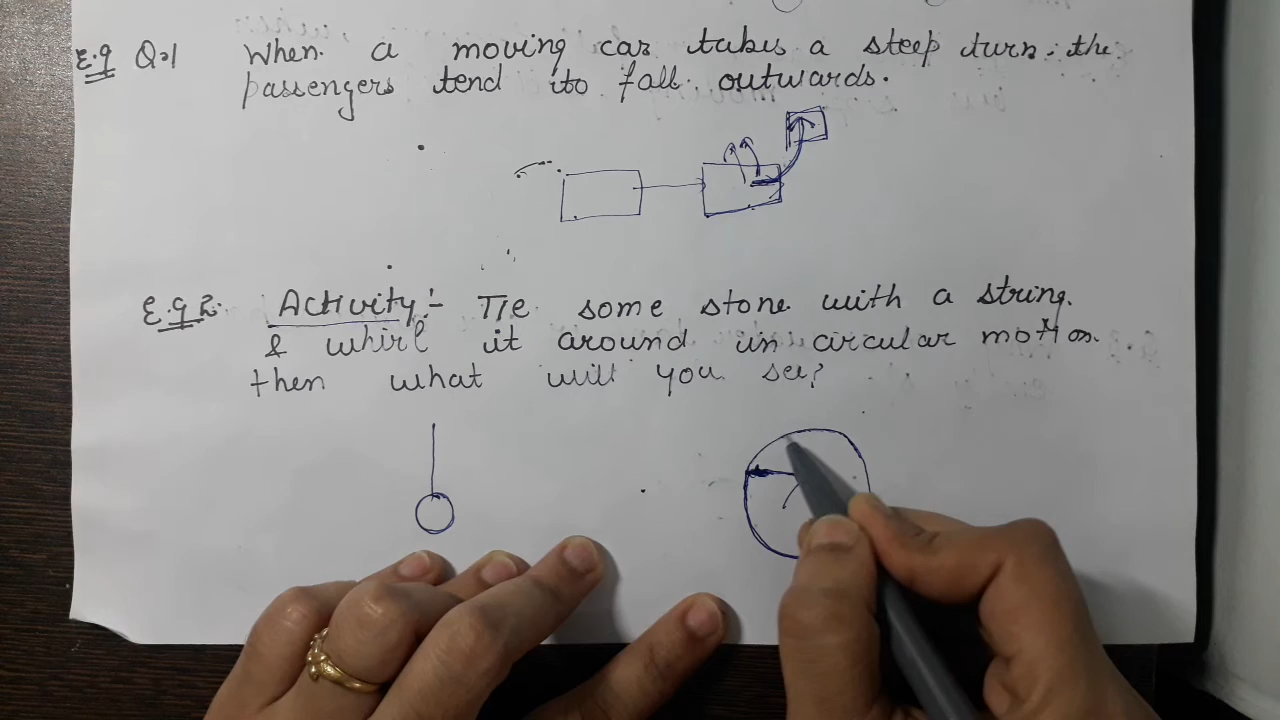 E.g Q.1 When a moving car takes a steep turn. the
passengers tend to fall outwards.
E.g 2. Activity:- Tie some stone with a string.
& whirl it around in circular motion.
then what will you see?